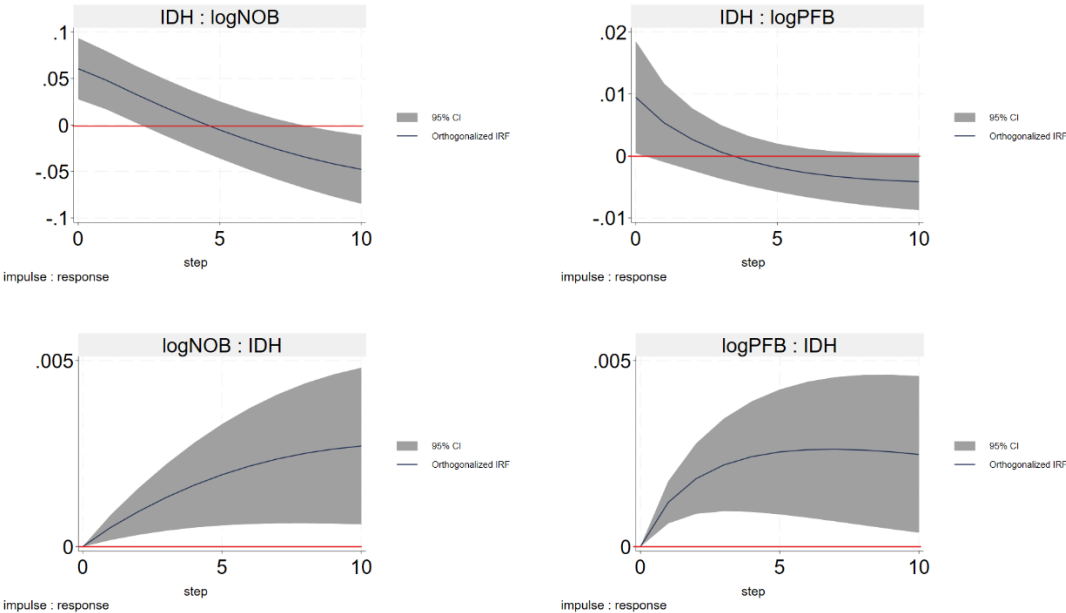 IDH : logNOB
.1
.05
0
-.05
-.1
0
5
10
step
95% CI
Orthogonalized IRF
impulse : response
IDH : logPFB
.02
.01
0
-.01
0
5
10
step
95% CI
Orthogonalized IRF
impulse : response
logNOB : IDH
.005
0
0
5
10
step
95% CI
Orthogonalized IRF
impulse : response
logPFB : IDH
.005
0
0
5
10
step
95% CI
Orthogonalized IRF
impulse : response